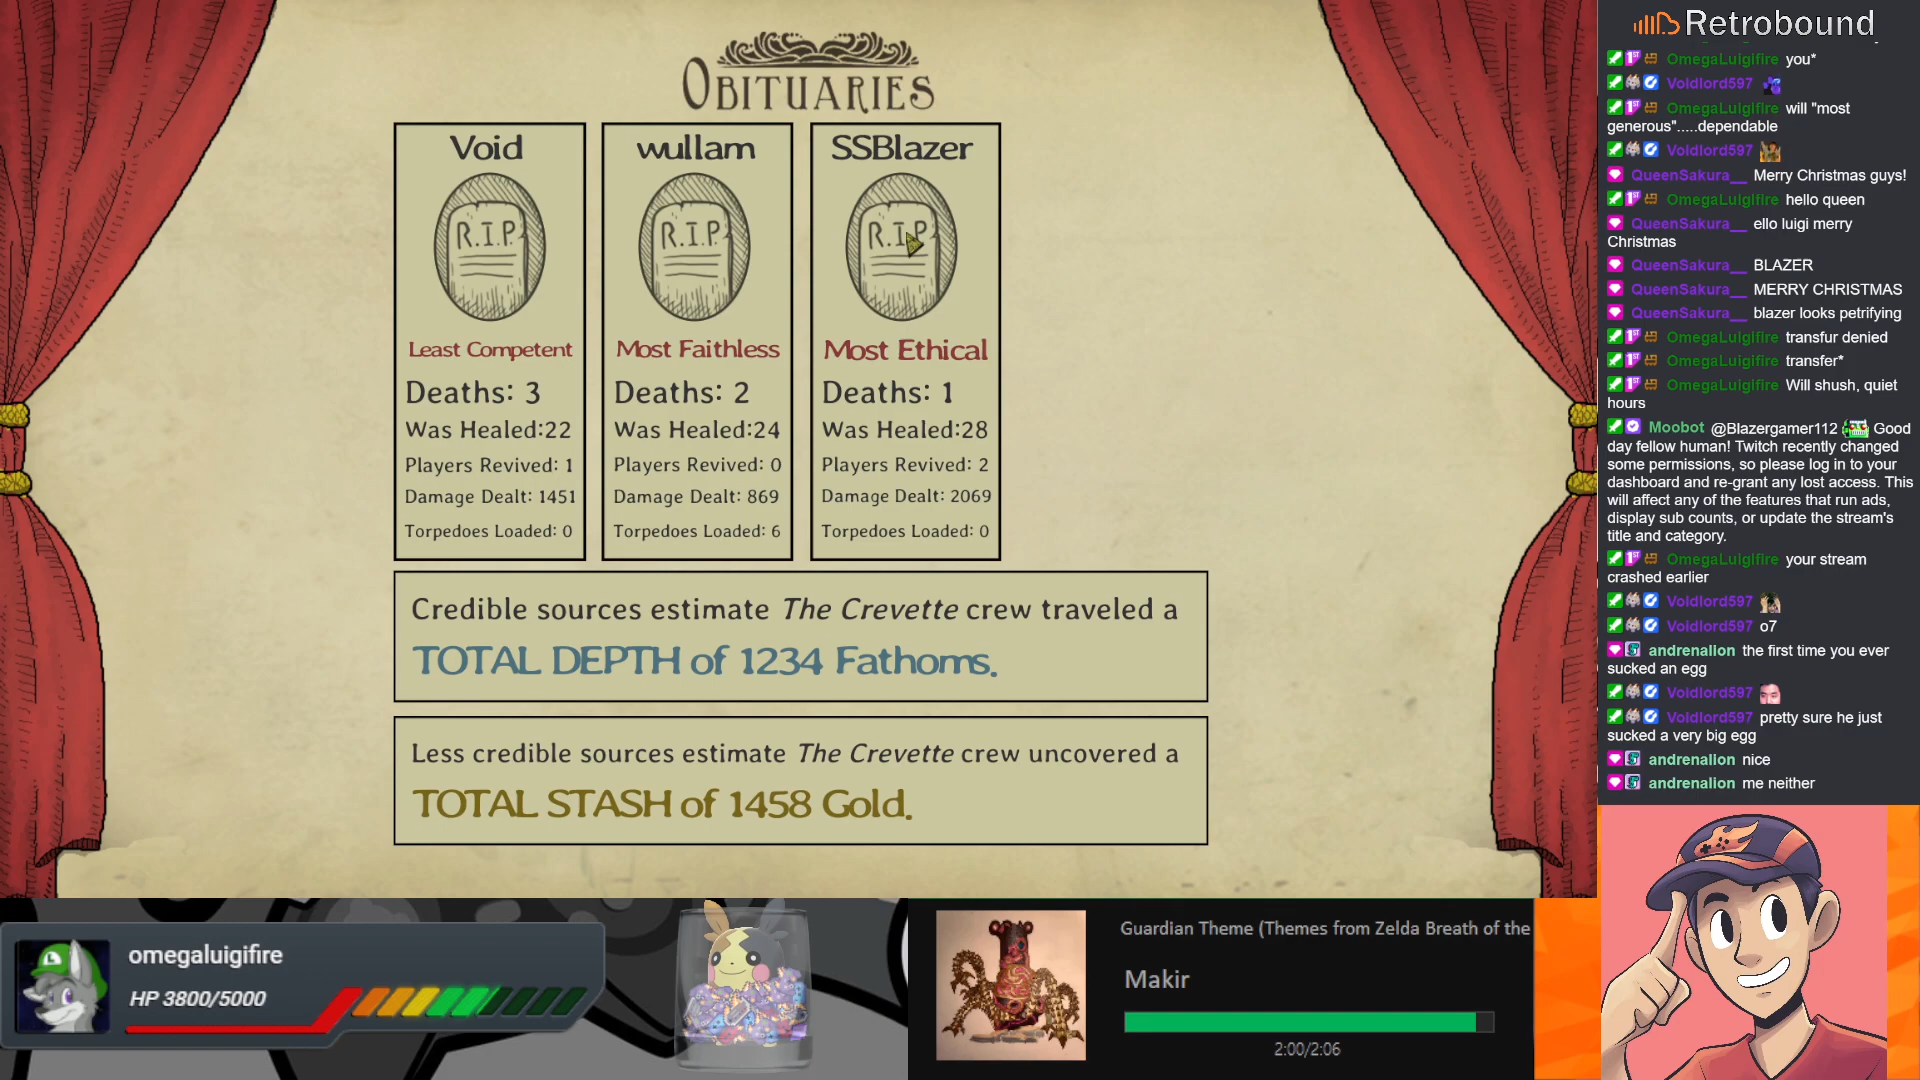 OBITUARIES
Void
R.I.P.
Least Competent
Deaths: 3
Was Healed:22
Players Revived: 1
Damage Dealt: 1451
Torpedoes Loaded: 0
wullam
R.I.P.
Most Faithless
Deaths: 2
Was Healed:24
Players Revived: 0
Damage Dealt: 869
Torpedoes Loaded: 6
SSBlazer
R.I.P.
Most Ethical
Deaths: 1
Was Healed:28
Players Revived: 2
Damage Dealt: 2069
Torpedoes Loaded: 0
Credible sources estimate The Crevette crew traveled a
TOTAL DEPTH of 1234 Fathoms.
Less credible sources estimate The Crevette crew uncovered a
TOTAL STASH of 1458 Gold.
Retrobound
OmegaLuigifire you*
Voidlord597
OmegaLuigifire will "most
generous".....dependable
Voidlord597
QueenSakura__ Merry Christmas guys!
OmegaLuigifire hello queen
QueenSakura__ ello luigi merry
Christmas
QueenSakura__ BLAZER
QueenSakura__ MERRY CHRISTMAS
QueenSakura__ blazer looks petrifying
OmegaLuigifire transfur denied
OmegaLuigifire transfer*
OmegaLuigifire Will shush, quiet
hours
Moobot @Blazergamer112 Good
day fellow human! Twitch recently changed
some permissions, so please log in to your
dashboard and re-grant any lost access. This
will affect any of the features that run ads,
display sub counts, or update the stream's
title and category.
OmegaLuigifire your stream
crashed earlier
Voidlord597
Voidlord597 o7
andrenalion the first time you ever
sucked an egg
Voidlord597
Voidlord597 pretty sure he just
sucked a very big egg
andrenalion nice
andrenalion me neither
omegaluigifire
HP 3800/5000
Guardian Theme (Themes from Zelda Breath of the
Makir
2:00/2:06